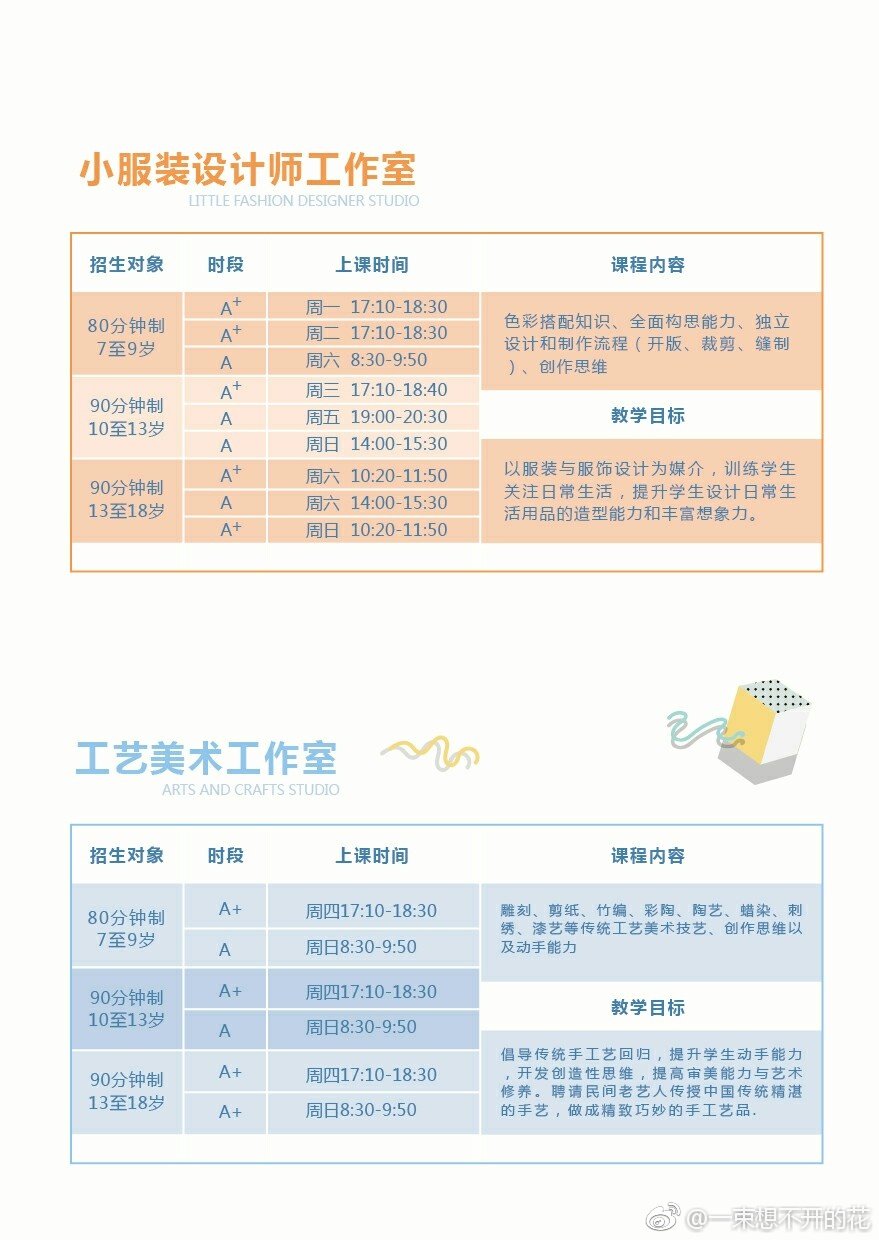 小服装设计师工作室
LITTLE FASHION DESIGNER STUDIO
招生对象 时段 上课时间 课程内容
80分钟制
7至9岁
A+ 周一 17:10-18:30
A+ 周二 17:10-18:30
A 周六 8:30-9:50
90分钟制
10至13岁
A+ 周三 17:10-18:40
A 周五 19:00-20:30
A 周日 14:00-15:30
90分钟制
13至18岁
A+ 周六 10:20-11:50
A 周六 14:00-15:30
A+ 周日 10:20-11:50
色彩搭配知识、全面构思能力、独立
设计和制作流程（开版、裁剪、缝制
）、创作思维
教学目标
以服装与服饰设计为媒介，训练学生
关注日常生活，提升学生设计日常生
活用品的造型能力和丰富想象力。
工艺美术工作室
ARTS AND CRAFTS STUDIO
招生对象 时段 上课时间 课程内容
80分钟制
7至9岁
A+ 周四17:10-18:30
A 周日8:30-9:50
90分钟制
10至13岁
A+ 周四17:10-18:30
A 周日8:30-9:50
90分钟制
13至18岁
A+ 周四17:10-18:30
A+ 周日8:30-9:50
雕刻、剪纸、竹编、彩陶、陶艺、蜡染、刺
绣、漆艺等传统工艺美术技艺、创作思维以
及动手能力
教学目标
倡导传统手工艺回归，提升学生动手能力
，开发创造性思维，提高审美能力与艺术
修养。聘请民间老艺人传授中国传统精湛
的手艺，做成精致巧妙的手工艺品.
@一束想不开的花